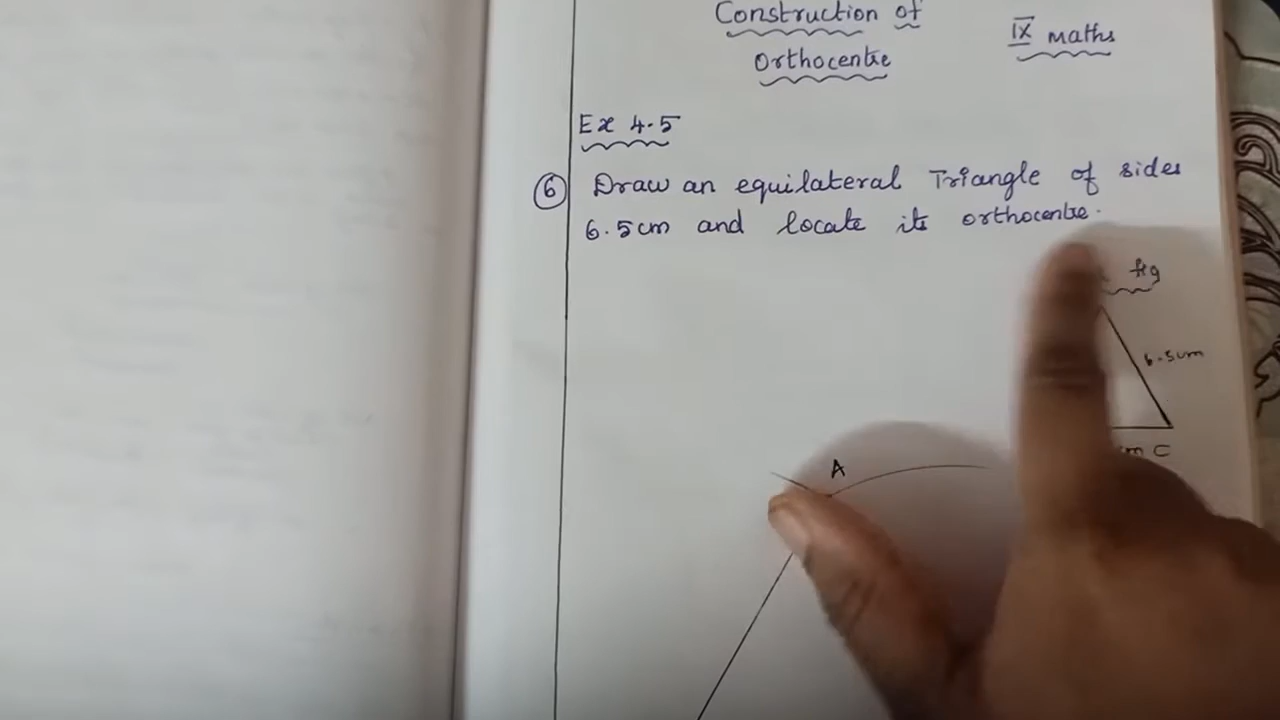 Construction of
Orthocentre
IX maths
Ex 4.5
6 Draw an equilateral Triangle of sides
6.5cm and locate its orthocentre.
fig
6.5cm
C
A